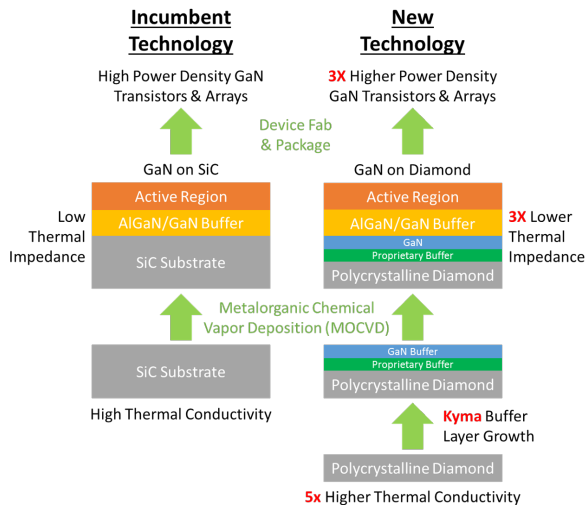 Incumbent
Technology
New
Technology
High Power Density GaN
Transistors & Arrays
3X Higher Power Density
GaN Transistors & Arrays
Device Fab
& Package
GaN on SiC
GaN on Diamond
Active Region
Active Region
Low
Thermal
Impedance
AlGaN/GaN Buffer
AlGaN/GaN Buffer
3X Lower
Thermal
Impedance
GaN
Proprietary Buffer
SiC Substrate
Polycrystalline Diamond
Metalorganic Chemical
Vapor Deposition (MOCVD)
SiC Substrate
GaN Buffer
Proprietary Buffer
Polycrystalline Diamond
High Thermal Conductivity
Kyma Buffer
Layer Growth
Polycrystalline Diamond
5x Higher Thermal Conductivity